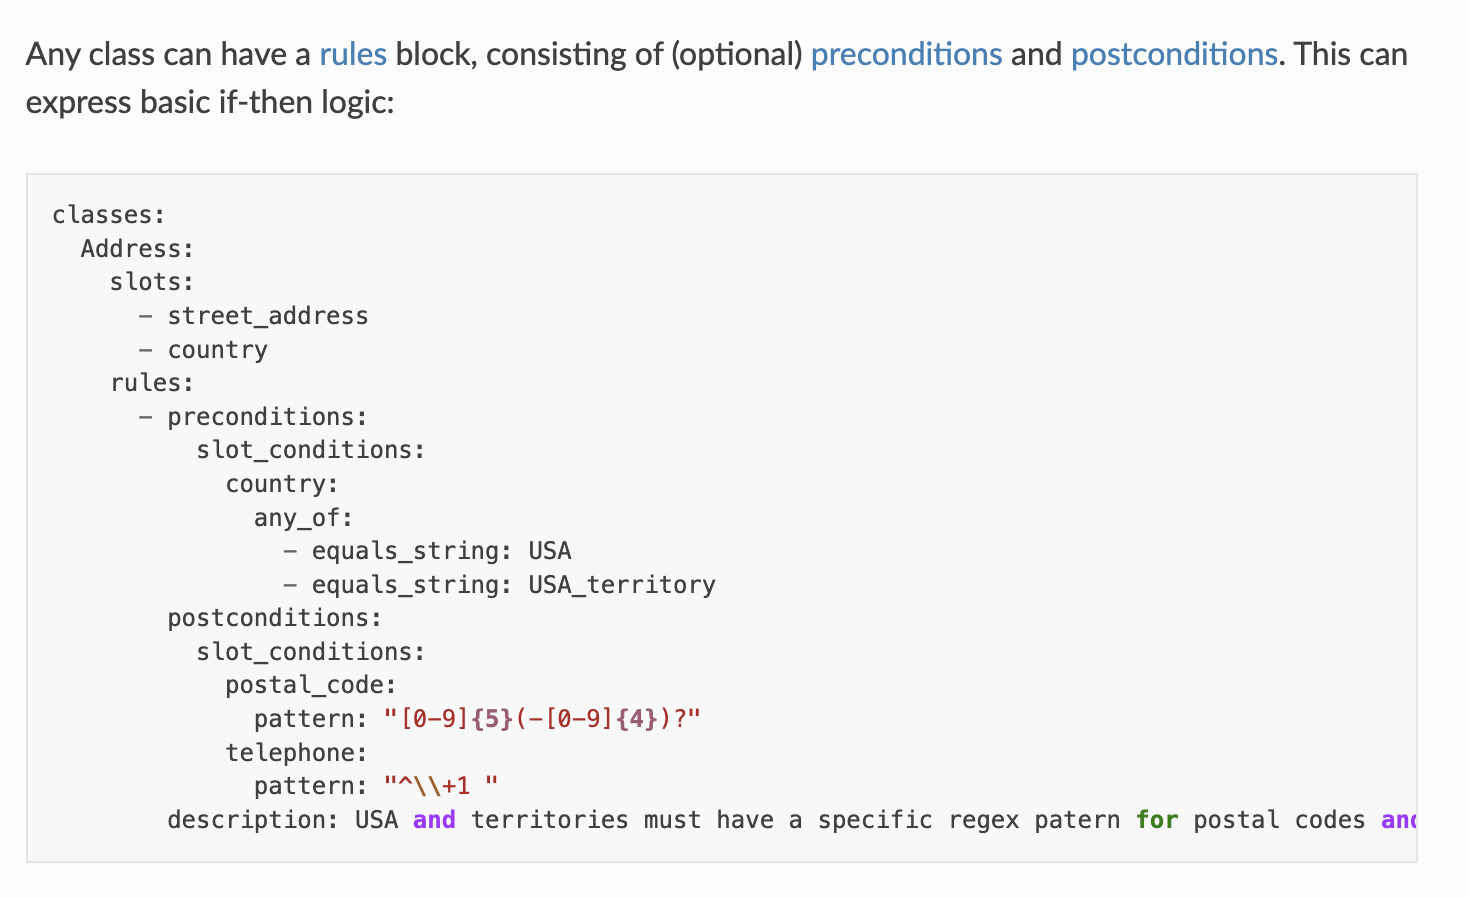 Any class can have a rules block, consisting of (optional) preconditions and postconditions. This can
express basic if-then logic:
classes:
  Address:
    slots:
      - street_address
      - country
    rules:
      - preconditions:
          slot_conditions:
            country:
              any_of:
                - equals_string: USA
                - equals_string: USA_territory
        postconditions:
          slot_conditions:
            postal_code:
              pattern: "[0-9]{5}(-[0-9]{4})?"
            telephone:
              pattern: "^\\+1 "
        description: USA and territories must have a specific regex patern for postal codes and